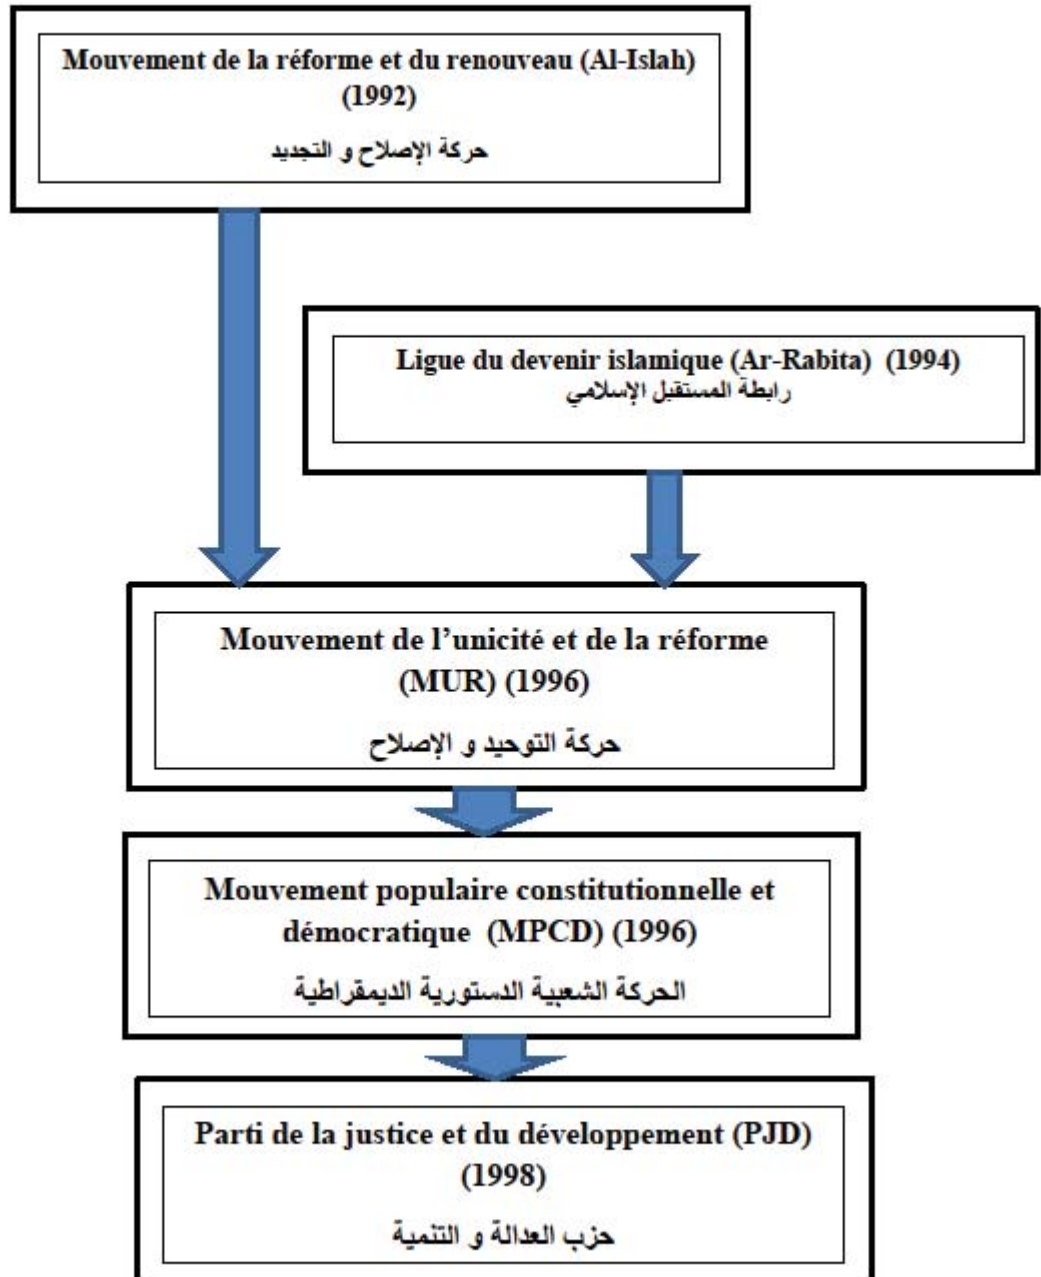 Mouvement de la réforme et du renouveau (Al-Islah)
(1992)
حركة الإصلاح و التجديد
Ligue du devenir islamique (Ar-Rabita) (1994)
رابطة المستقبل الإسلامي
Mouvement de l’unicité et de la réforme
(MUR) (1996)
حركة التوحيد و الإصلاح
Mouvement populaire constitutionnelle et
démocratique (MPCD) (1996)
الحركة الشعبية الدستورية الديمقراطية
Parti de la justice et du développement (PJD)
(1998)
حزب العدالة و التنمية